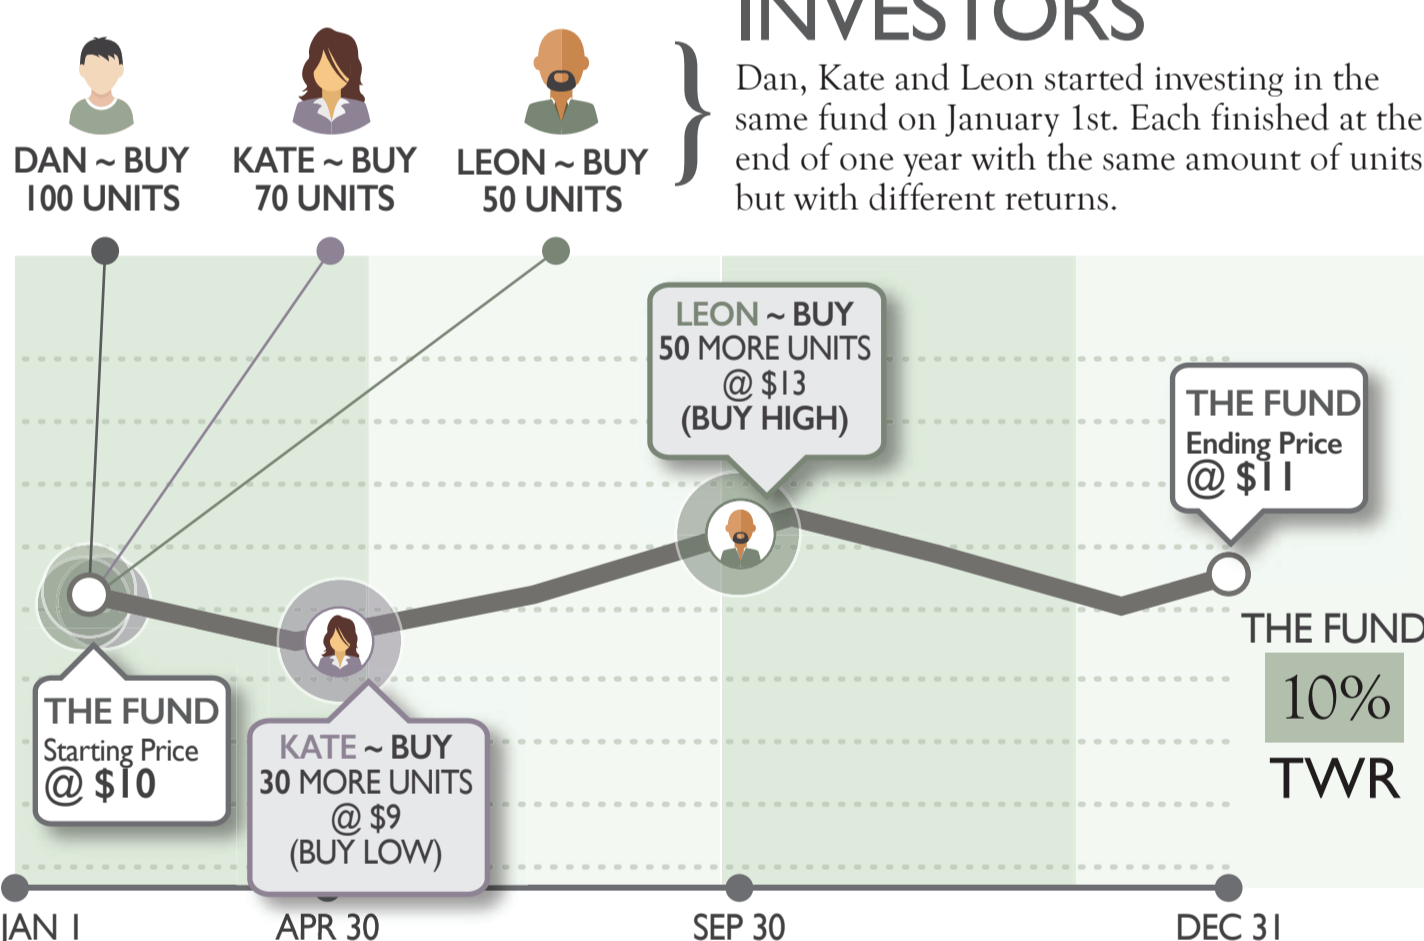 INVESTORS
Dan, Kate and Leon started investing in the
same fund on January 1st. Each finished at the
end of one year with the same amount of units
but with different returns.
DAN ~ BUY
100 UNITS
KATE ~ BUY
70 UNITS
LEON ~ BUY
50 UNITS
LEON ~ BUY
50 MORE UNITS
@ $13
(BUY HIGH)
THE FUND
Ending Price
@ $11
THE FUND
10%
TWR
THE FUND
Starting Price
@ $10
KATE ~ BUY
30 MORE UNITS
@ $9
(BUY LOW)
JAN 1
APR 30
SEP 30
DEC 31